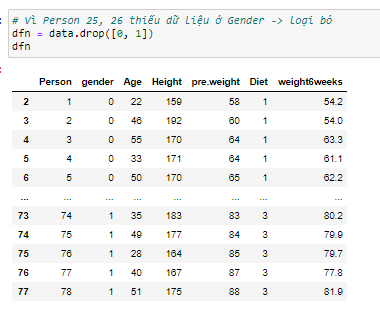 # Vì Person 25, 26 thiếu dữ liệu ở Gender -> loại bỏ
dfn = data.drop([0, 1])
dfn
Person gender Age Height pre.weight Diet weight6weeks
2 1 0 22 159 58 1 54.2
3 2 0 46 192 60 1 54.0
4 3 0 55 170 64 1 63.3
5 4 0 33 171 64 1 61.1
6 5 0 50 170 65 1 62.2
... ... ... ... ... ... ... ...
73 74 1 35 183 83 3 80.2
74 75 1 49 177 84 3 79.9
75 76 1 28 164 85 3 79.7
76 77 1 40 167 87 3 77.8
77 78 1 51 175 88 3 81.9